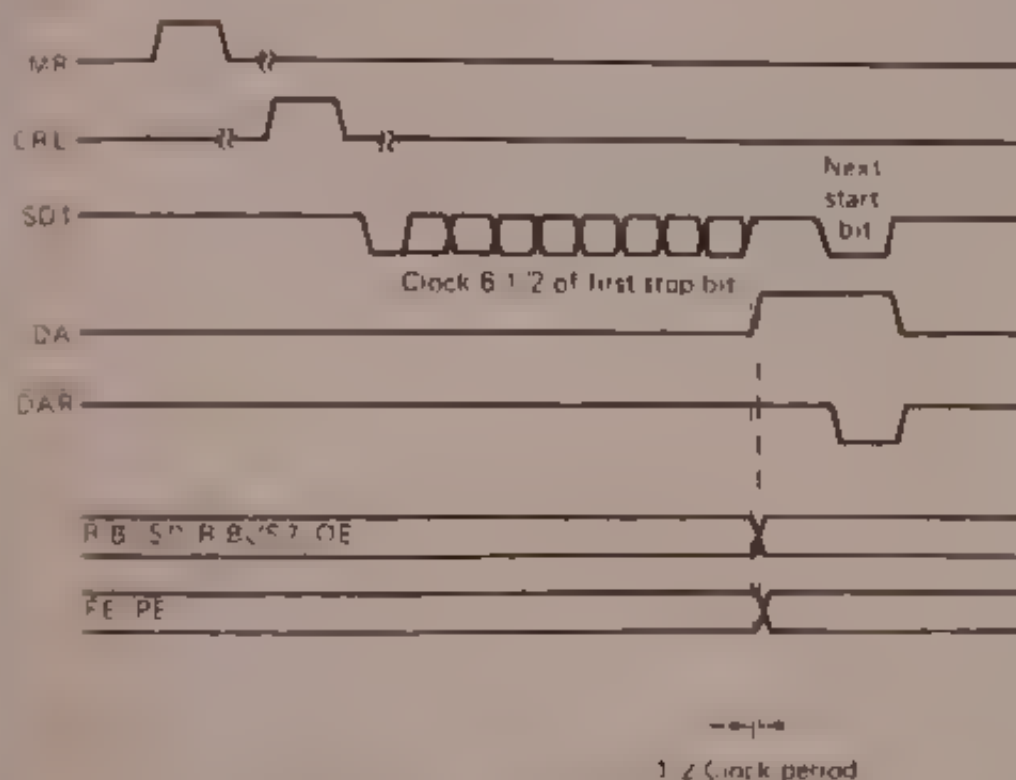 MR
CRL
Next
start
bit
SDI
Clock 6 1/2 of first stop bit
DA
DAR
OE
FE PE
1/2 Clock period